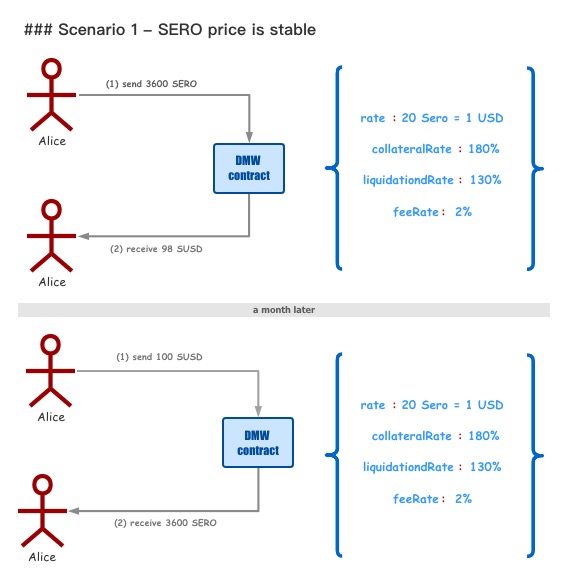 ### Scenario 1 – SERO price is stable
(1) send 3600 SERO
Alice
DMW
contract
rate : 20 Sero = 1 USD
collateralRate : 180%
liquidationdRate : 130%
feeRate : 2%
(2) receive 98 SUSD
Alice
a month later
(1) send 100 SUSD
Alice
DMW
contract
rate : 20 Sero = 1 USD
collateralRate : 180%
liquidationdRate : 130%
feeRate : 2%
(2) receive 3600 SERO
Alice